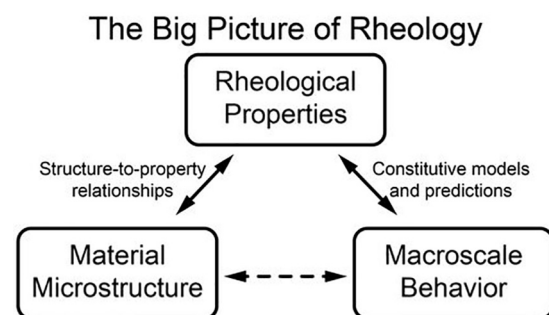 The Big Picture of Rheology
Rheological
Properties
Structure-to-property
relationships
Constitutive models
and predictions
Material
Microstructure
Macroscale
Behavior